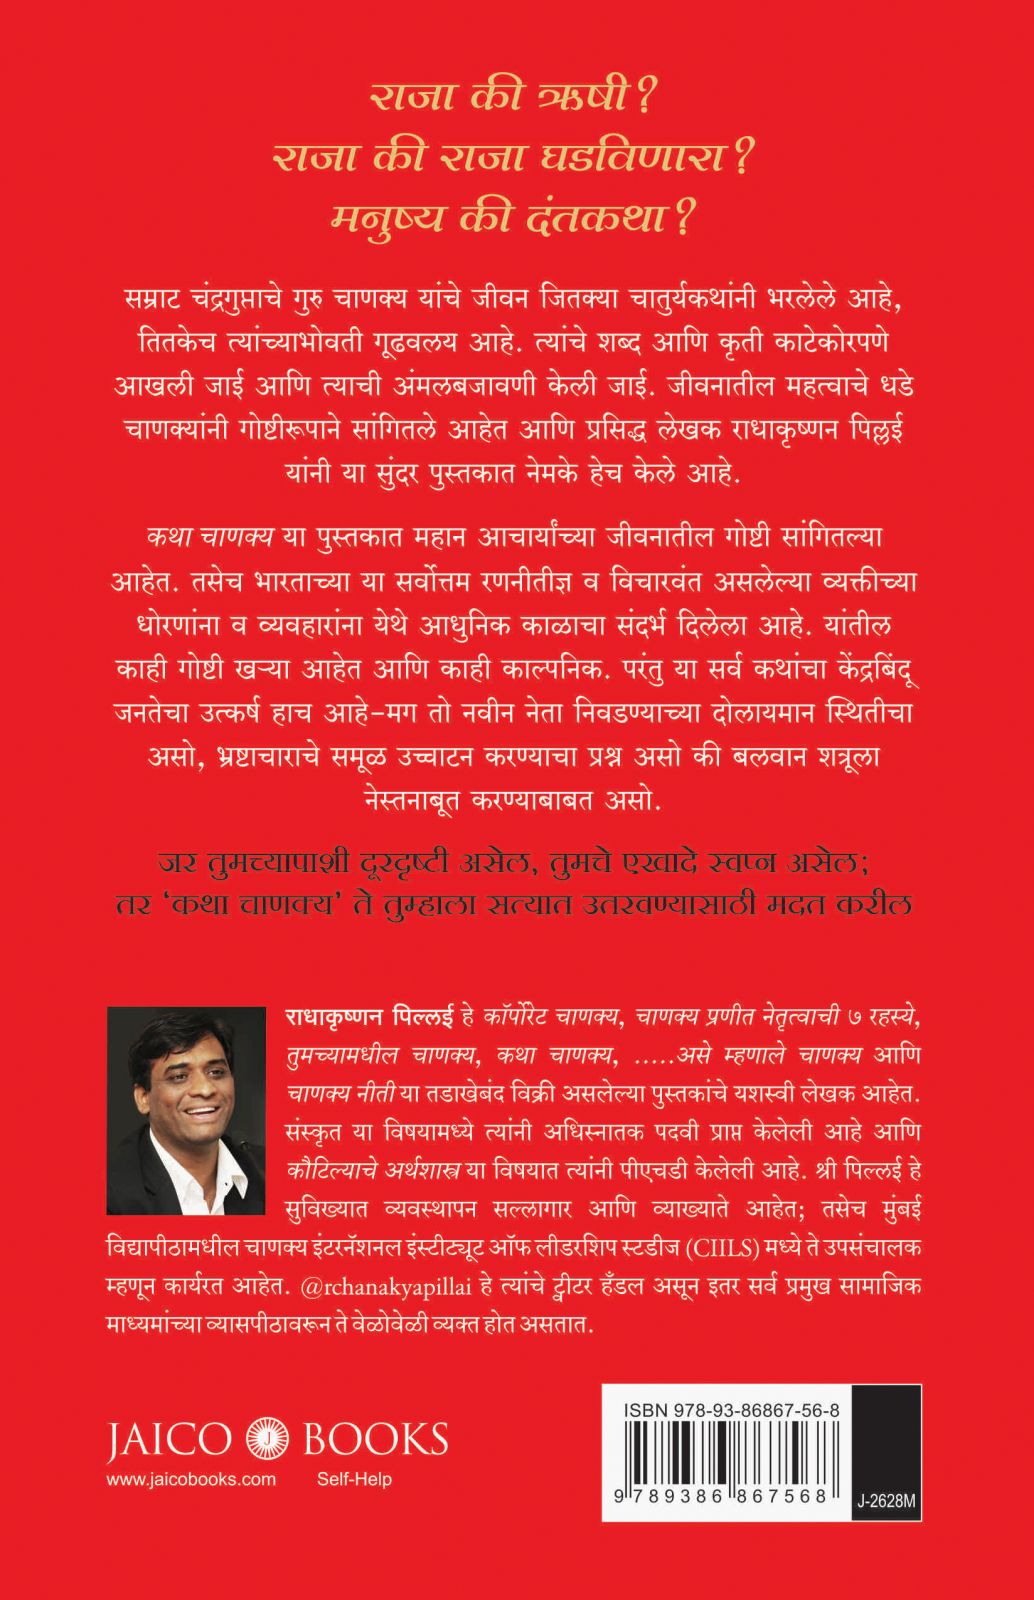 राजा की ऋषी?
राजा की राजा घडविणारा?
मनुष्य की दंतकथा?
सम्राट चंद्रगुप्ताचे गुरु चाणक्य यांचे जीवन जितक्या चातुर्यकथांनी भरलेले आहे,
तितकेच त्यांच्याभोवती गूढवलय आहे. त्यांचे शब्द आणि कृती काटेकोरपणे
आखली जाई आणि त्याची अंमलबजावणी केली जाई. जीवनातील महत्वाचे धडे
चाणक्यांनी गोष्टीरूपाने सांगितले आहेत आणि प्रसिद्ध लेखक राधाकृष्णन पिल्लई
यांनी या सुंदर पुस्तकात नेमके हेच केले आहे.
कथा चाणक्य या पुस्तकात महान आचार्यांच्या जीवनातील गोष्टी सांगितल्या
आहेत. तसेच भारताच्या या सर्वोत्तम रणनीतीज्ञ व विचारवंत असलेल्या व्यक्तीच्या
धोरणांना व व्यवहारांना येथे आधुनिक काळाचा संदर्भ दिलेला आहे. यांतील
काही गोष्टी खऱ्या आहेत आणि काही काल्पनिक. परंतु या सर्व कथांचा केंद्रबिंदू
जनतेचा उत्कर्ष हाच आहे-मग तो नवीन नेता निवडण्याच्या दोलायमान स्थितीचा
असो, भ्रष्टाचाराचे समूळ उच्चाटन करण्याचा प्रश्न असो की बलवान शत्रूला
नेस्तनाबूत करण्याबाबत असो.
जर तुमच्यापाशी दूरदृष्टी असेल, तुमचे एखादे स्वप्न असेल;
तर 'कथा चाणक्य' ते तुम्हाला सत्यात उतरवण्यासाठी मदत करील
राधाकृष्णन पिल्लई हे कॉर्पोरेट चाणक्य, चाणक्य प्रणीत नेतृत्वाची ७ रहस्ये,
तुमच्यामधील चाणक्य, कथा चाणक्य, .....असे म्हणाले चाणक्य आणि
चाणक्य नीती या तडाखेबंद विक्री असलेल्या पुस्तकांचे यशस्वी लेखक आहेत.
संस्कृत या विषयामध्ये त्यांनी अधिस्नातक पदवी प्राप्त केलेली आहे आणि
कौटिल्याचे अर्थशास्त्र या विषयात त्यांनी पीएचडी केलेली आहे. श्री पिल्लई हे
सुविख्यात व्यवस्थापन सल्लागार आणि व्याख्याते आहेत; तसेच मुंबई
विद्यापीठामधील चाणक्य इंटरनॅशनल इंस्टीट्यूट ऑफ लीडरशिप स्टडीज (CIILS) मध्ये ते उपसंचालक
म्हणून कार्यरत आहेत. @rchanakyapillai हे त्यांचे ट्वीटर हँडल असून इतर सर्व प्रमुख सामाजिक
माध्यमांच्या व्यासपीठावरून ते वेळोवेळी व्यक्त होत असतात.
JAICO J BOOKS
www.jaicobooks.com Self-Help
ISBN 978-93-86867-56-8
9 789386 867568
J-2628M